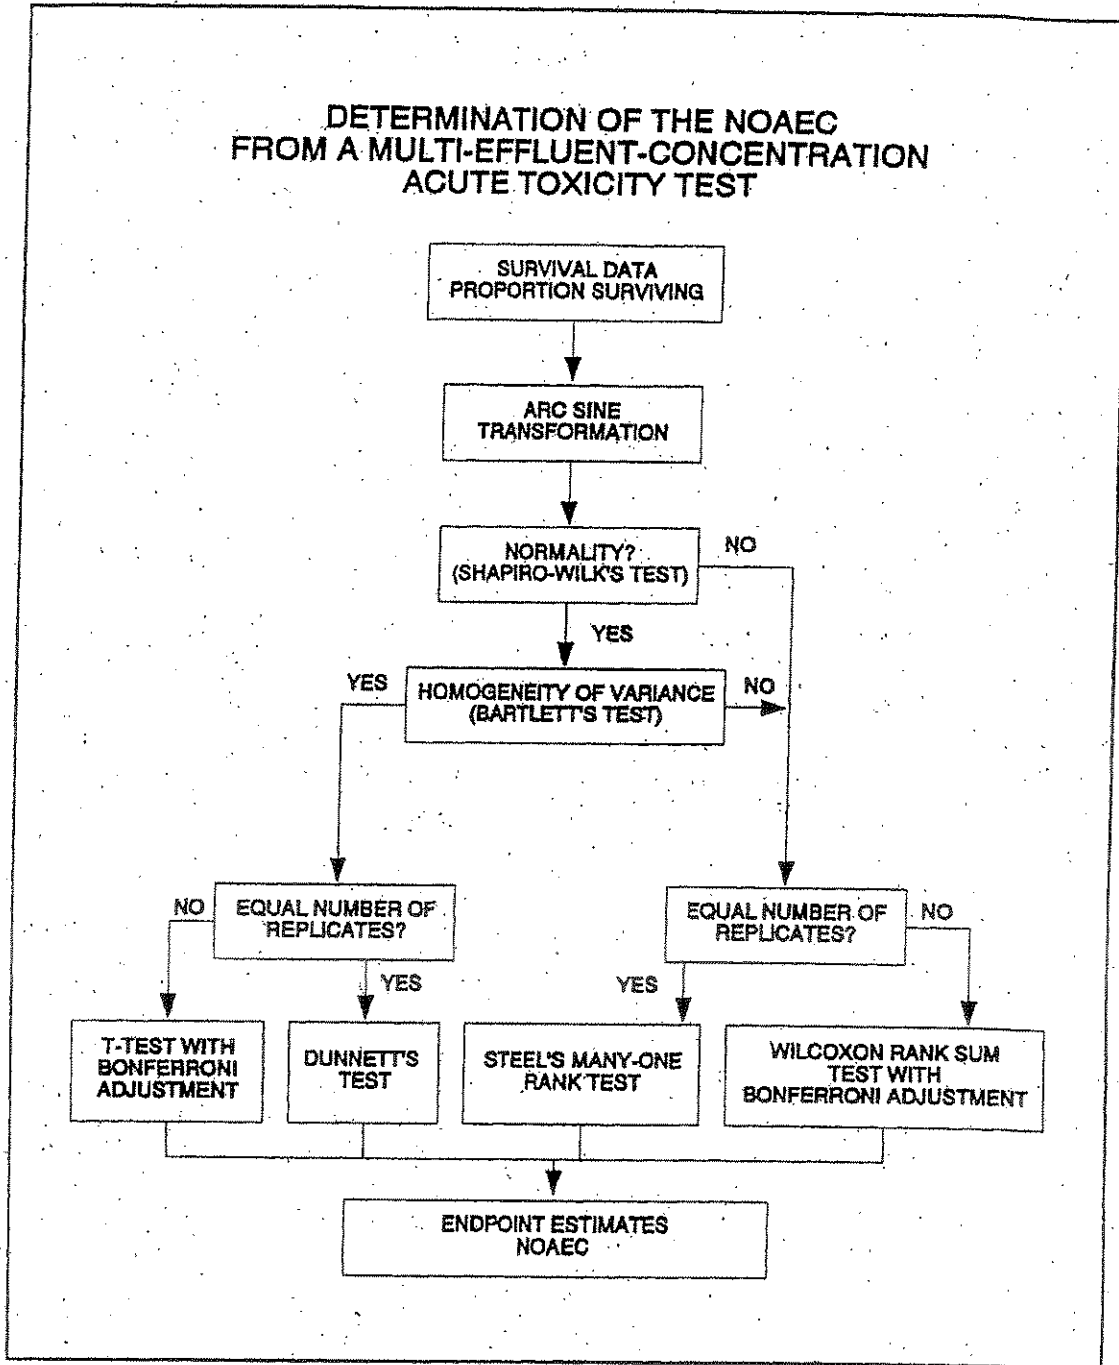 DETERMINATION OF THE NOAEC
FROM A MULTI-EFFLUENT-CONCENTRATION
ACUTE TOXICITY TEST
SURVIVAL DATA
PROPORTION SURVIVING
ARC SINE
TRANSFORMATION
NORMALITY?
(SHAPIRO-WILK'S TEST)
NO
YES
YES
HOMOGENEITY OF VARIANCE
(BARTLETT'S TEST)
NO
NO
EQUAL NUMBER OF
REPLICATES?
YES
EQUAL NUMBER OF
REPLICATES?
NO
YES
T-TEST WITH
BONFERRONI
ADJUSTMENT
DUNNETT'S
TEST
STEEL'S MANY-ONE
RANK TEST
WILCOXON RANK SUM
TEST WITH
BONFERRONI ADJUSTMENT
ENDPOINT ESTIMATES
NOAEC